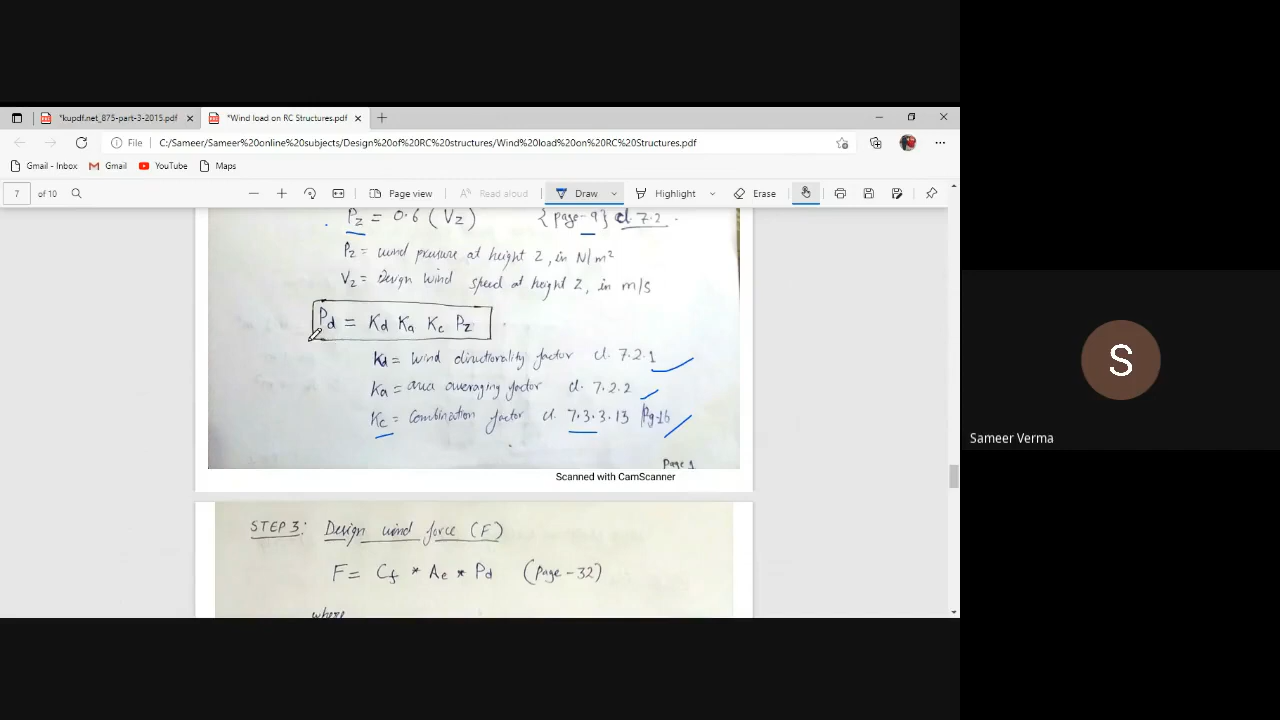 *kupdf.net_875-part-3-2015.pdf
*Wind load on RC Structures.pdf
File
C:/Sameer/Sameer%20online%20subjects/Design%20of%20RC%20structures/Wind%20load%20on%20RC%20Structures.pdf
Gmail - Inbox
Gmail
YouTube
Maps
7 of 10
Page view
Read aloud
Draw
Highlight
Erase
Pz = 0.6 (Vz) {page-9} cl. 7.2.
Pz = wind pressure at height Z, in N/m²
Vz = Design wind speed at height Z, in m/s
Pd = Kd Ka Kc Pz
Kd = wind directionality factor cl. 7.2.1
Ka = area averaging factor cl. 7.2.2
Kc = Combination factor cl. 7.3.3.13 Pg.16
Page 1
Scanned with CamScanner
STEP 3: Design wind force (F)
F = Cf * Ae * Pd (page-32)
where
S
Sameer Verma